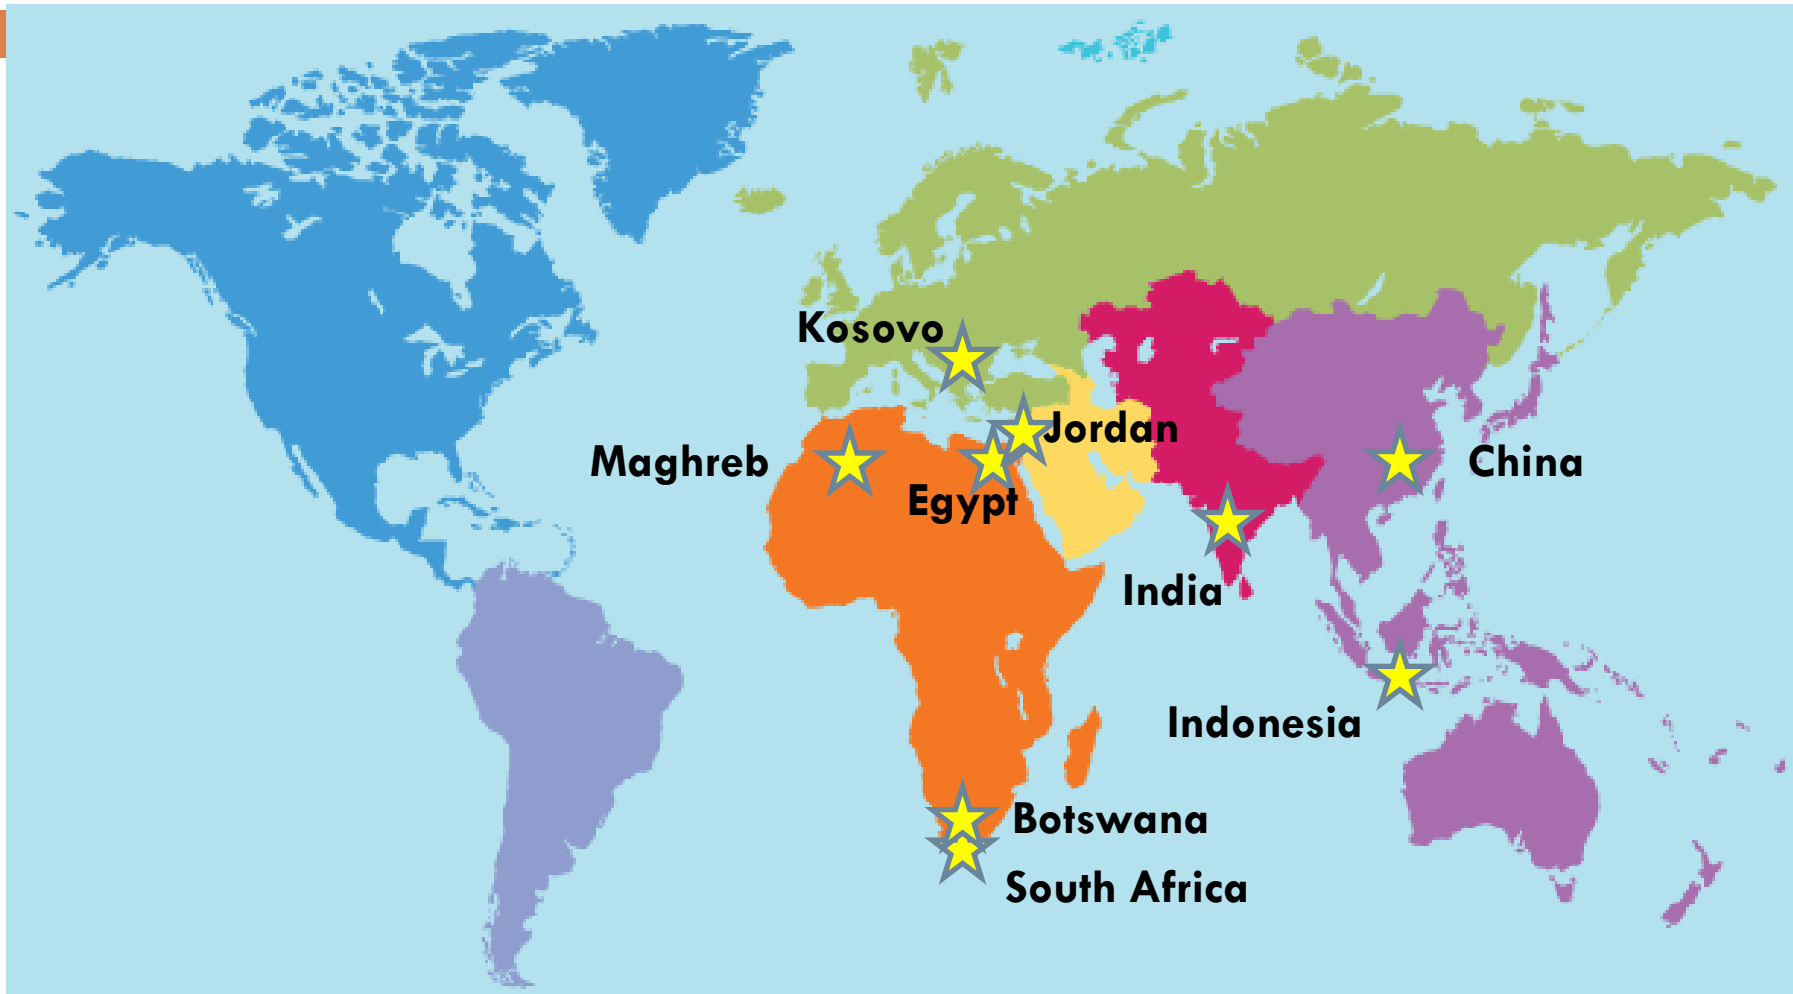 Kosovo
Jordan
Maghreb
China
Egypt
India
Indonesia
Botswana
South Africa